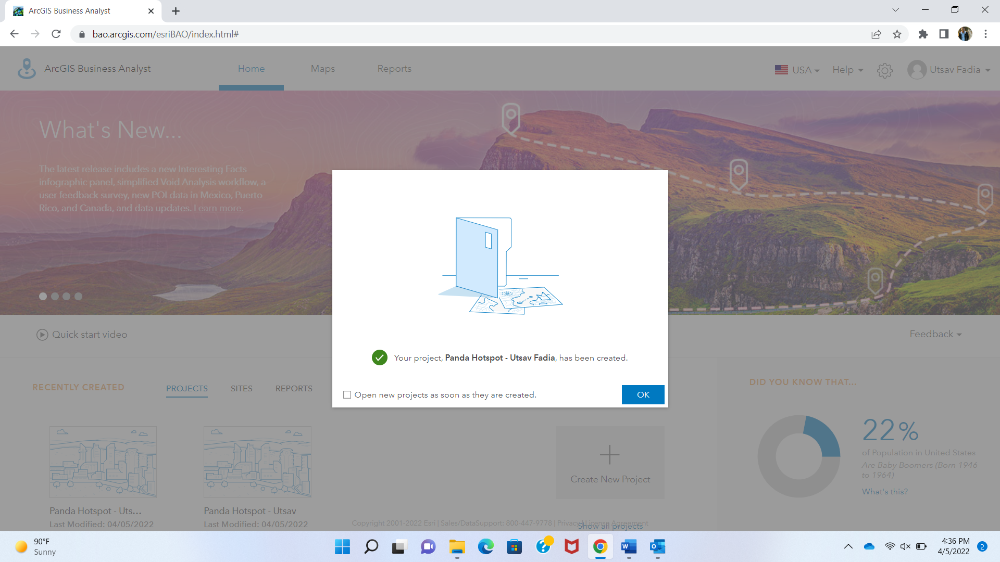 ArcGIS Business Analyst
bao.arcgis.com/esriBAO/index.html#
ArcGIS Business Analyst
Home
Maps
Reports
USA
Help
Utsav Fadia
What's New...
The latest release includes a new Interesting Facts
infographic panel, simplified Void Analysis workflow, a
user feedback survey, new POI data in Mexico, Puerto
Rico, and Canada, and data updates. Learn more.
Your project, Panda Hotspot - Utsav Fadia, has been created.
Open new projects as soon as they are created.
OK
Quick start video
Feedback
RECENTLY CREATED
PROJECTS
SITES
REPORTS
Panda Hotspot - Uts...
Last Modified: 04/05/2022
Panda Hotspot - Utsav
Last Modified: 04/05/2022
Create New Project
Show all projects
DID YOU KNOW THAT...
22%
of Population in United States
Are Baby Boomers (Born 1946
to 1964)
What's this?
Copyright 2001-2022 Esri | Sales/DataSupport: 800-447-9778 | Privacy | License Agreement
90°F
Sunny
4:36 PM
4/5/2022
2